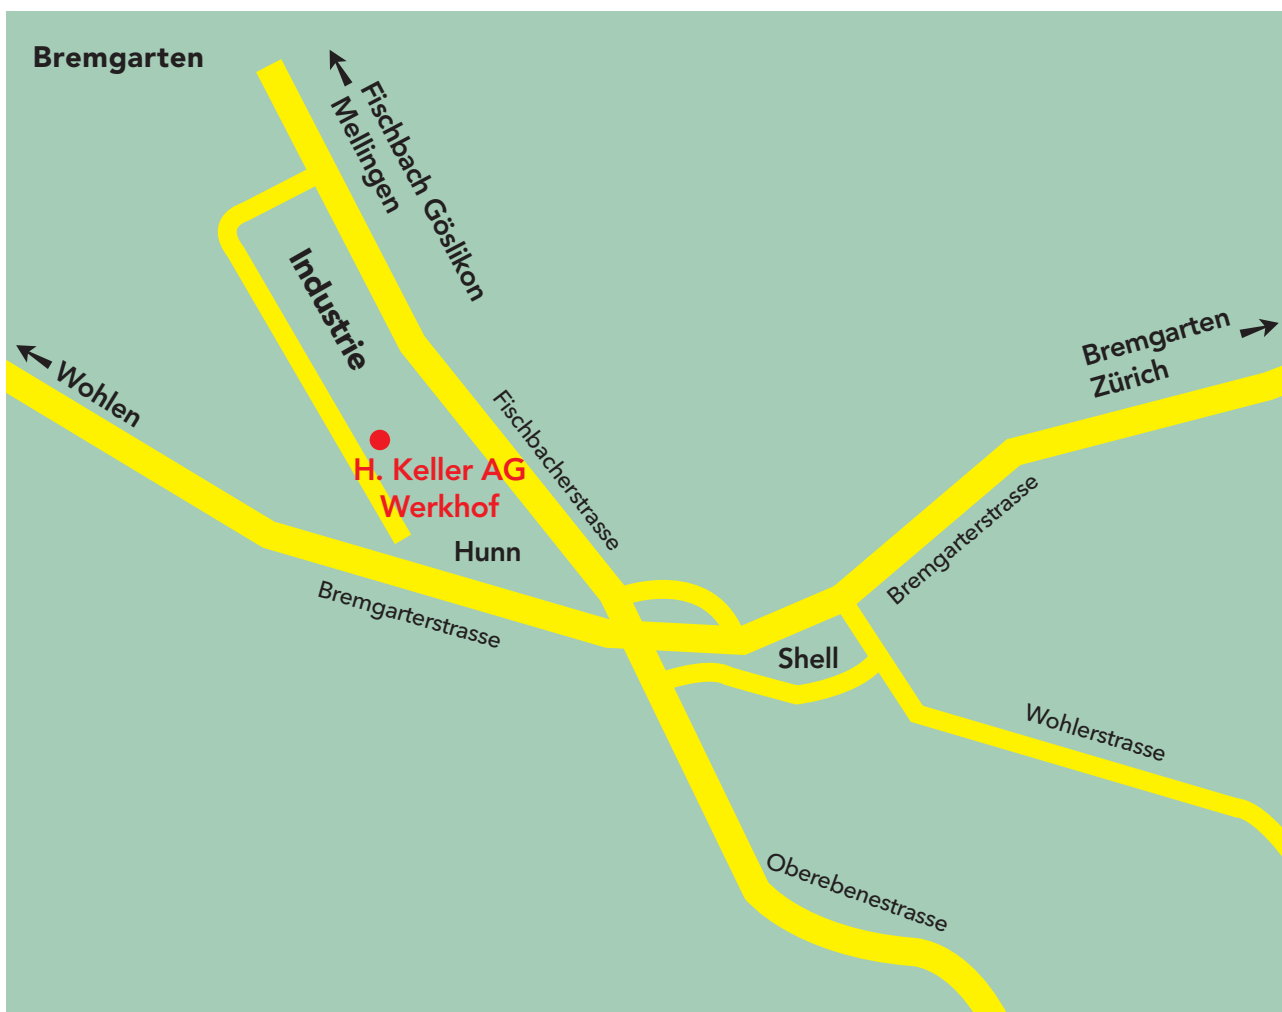 Bremgarten
Fischbach Göslikon
Mellingen
Industrie
Wohlen
Bremgarten
Zürich
Fischbacherstrasse
H. Keller AG
Werkhof
Hunn
Bremgarterstrasse
Bremgarterstrasse
Shell
Wohlerstrasse
Oberebenestrasse